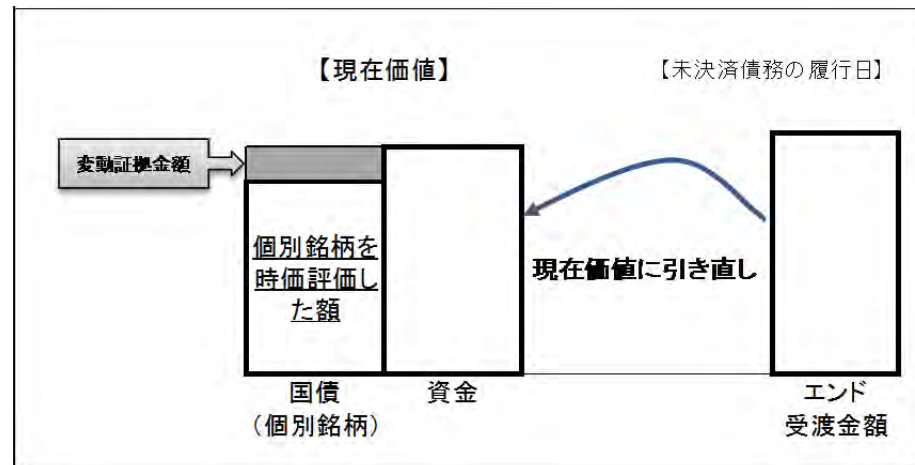 【現在価値】
【未決済債務の履行日】
変動証拠金額
個別銘柄を
時価評価し
た額
現在価値に引き直し
国債
（個別銘柄）
資金
エンド
受渡金額